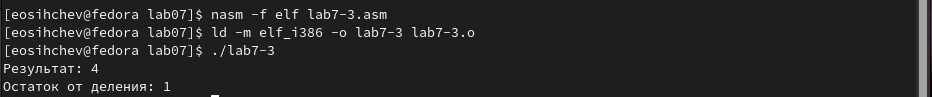 [eosihchev@fedora lab07]$ nasm -f elf lab7-3.asm
[eosihchev@fedora lab07]$ ld -m elf_i386 -o lab7-3 lab7-3.o
[eosihchev@fedora lab07]$ ./lab7-3
Результат: 4
Остаток от деления: 1